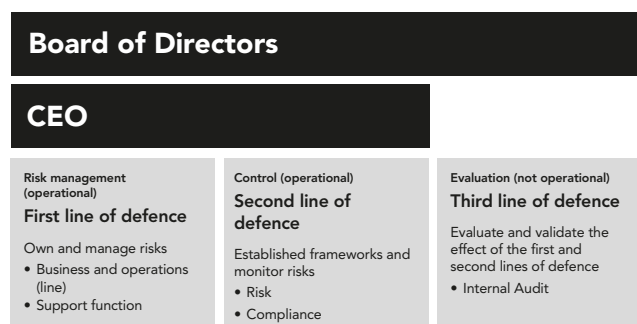 Board of Directors
CEO
Risk management
(operational)
First line of defence
Own and manage risks
• Business and operations
(line)
• Support function
Control (operational)
Second line of
defence
Established frameworks and
monitor risks
• Risk
• Compliance
Evaluation (not operational)
Third line of defence
Evaluate and validate the
effect of the first and
second lines of defence
• Internal Audit